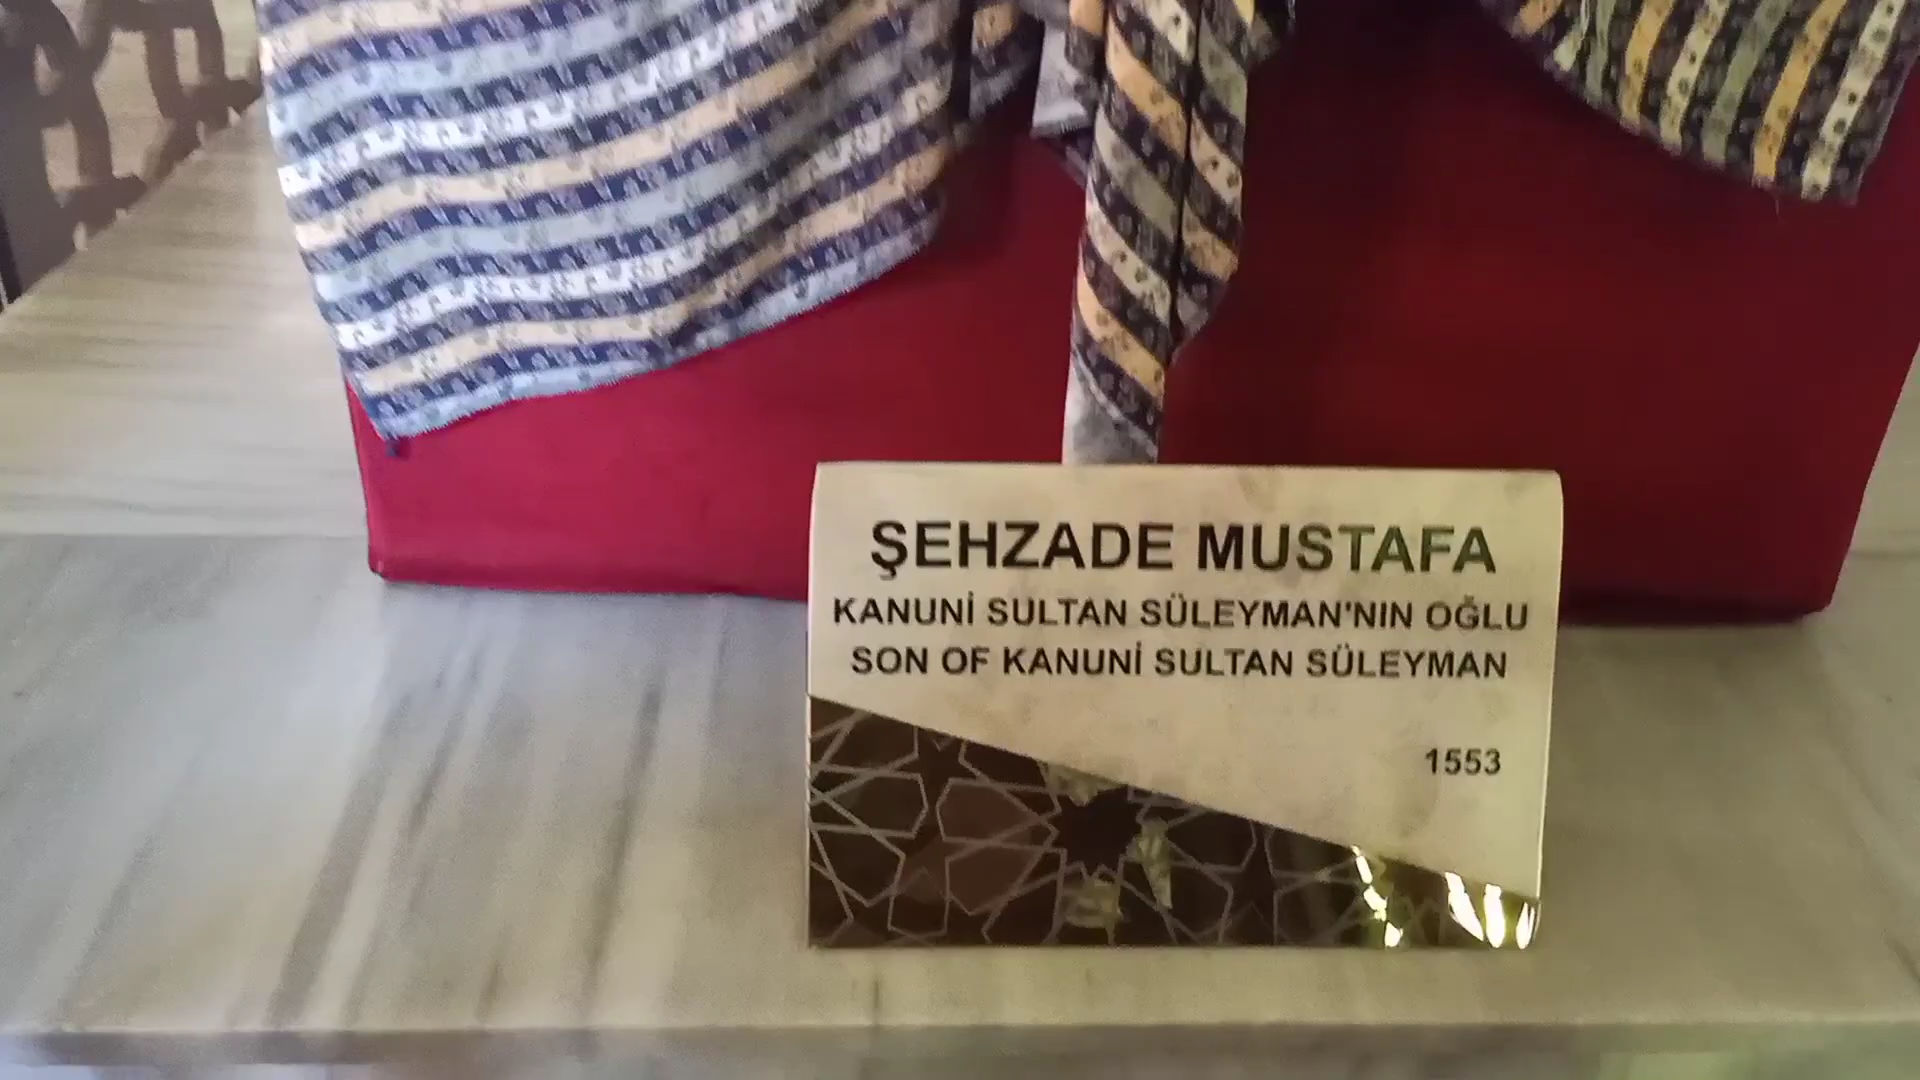 ŞEHZADE MUSTAFA
KANUNİ SULTAN SÜLEYMAN'NIN OĞLU
SON OF KANUNİ SULTAN SÜLEYMAN
1553